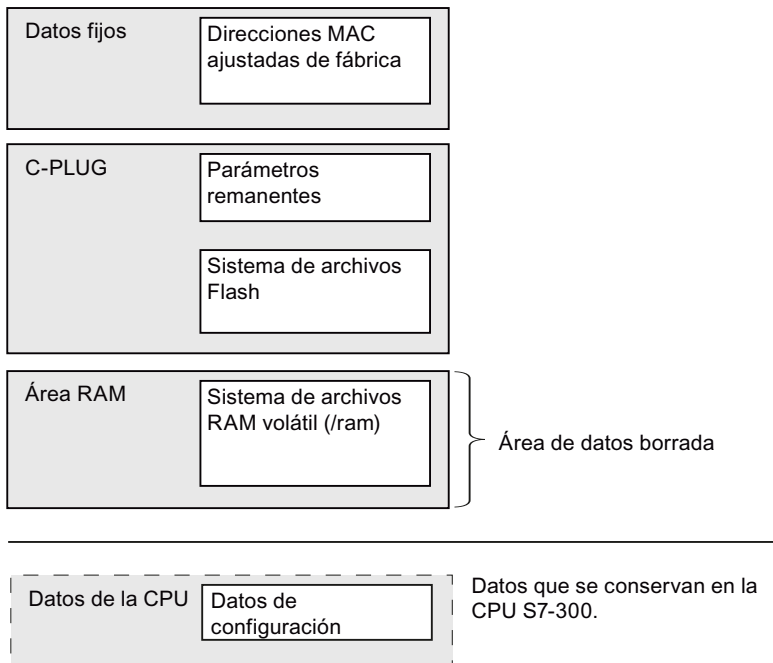 Datos fijos
Direcciones MAC
ajustadas de fábrica
C-PLUG
Parámetros
remanentes
Sistema de archivos
Flash
Área RAM
Sistema de archivos
RAM volátil (/ram)
Área de datos borrada
Datos de la CPU
Datos de
configuración
Datos que se conservan en la
CPU S7-300.